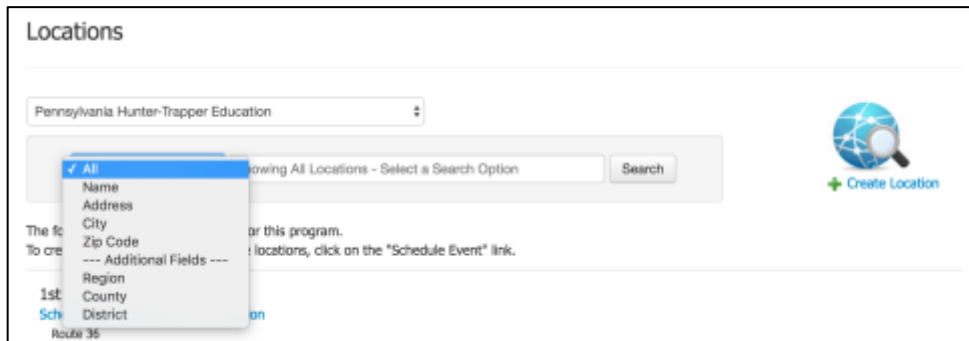 Locations
Pennsylvania Hunter-Trapper Education
✓ All
owing All Locations - Select a Search Option
Search
Name
Address
City
Zip Code
--- Additional Fields ---
Region
County
District
Create Location
The fo
or this program.
To cre
locations, click on the "Schedule Event" link.
1st
Sch
on
Route 36